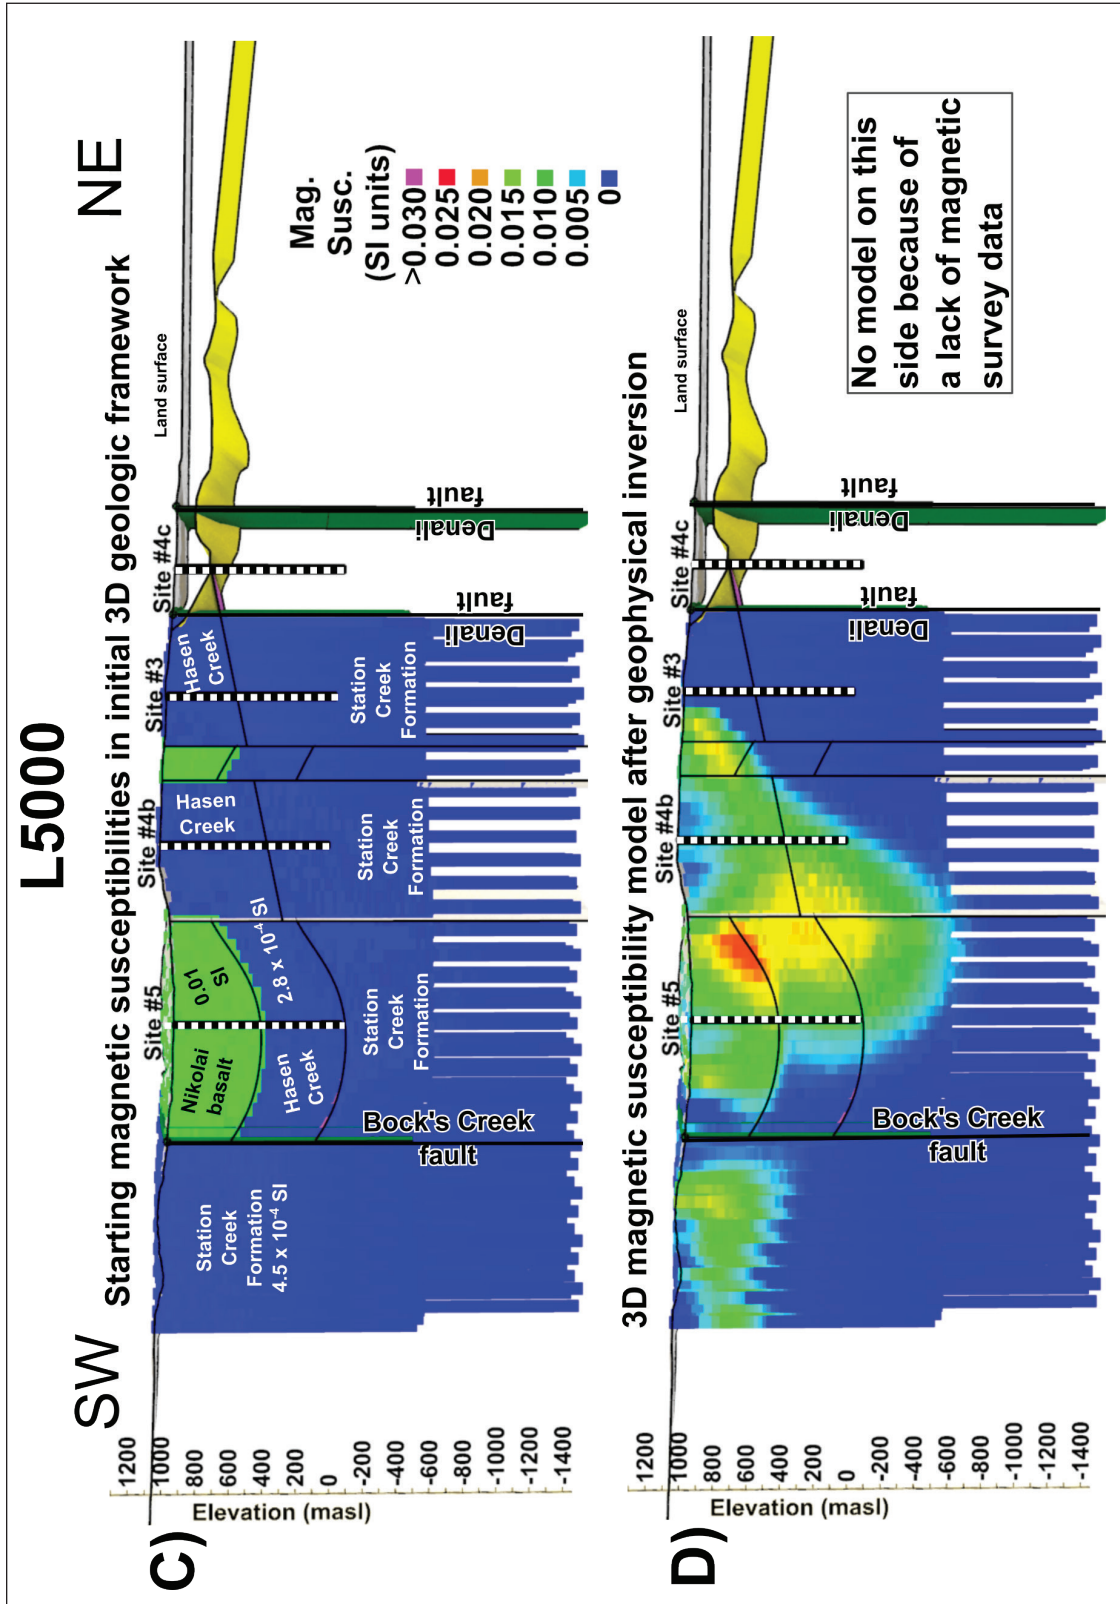 L5000
SW
NE
C)
Starting magnetic susceptibilities in initial 3D geologic framework
Land surface
Elevation (masl)
1200
1000
800
600
400
200
0
-200
-400
-600
-800
-1000
-1200
-1400
Site #5
Site #4b
Site #3
Site #4c
Station
Creek
Formation
4.5 x 10-4 SI
Nikolai
basalt
0.01
SI
Hasen
Creek
2.8 x 10-4 SI
Station
Creek
Formation
Hasen
Creek
Station
Creek
Formation
Hasen
Creek
Station
Creek
Formation
Bock's Creek
fault
Denali
fault
Denali
fault
Mag.
Susc.
(SI units)
>0.030
0.025
0.020
0.015
0.010
0.005
0
D)
3D magnetic susceptibility model after geophysical inversion
Land surface
Elevation (masl)
1200
1000
800
600
400
200
0
-200
-400
-600
-800
-1000
-1200
-1400
Site #5
Site #4b
Site #3
Site #4c
Bock's Creek
fault
Denali
fault
Denali
fault
No model on this
side because of
a lack of magnetic
survey data